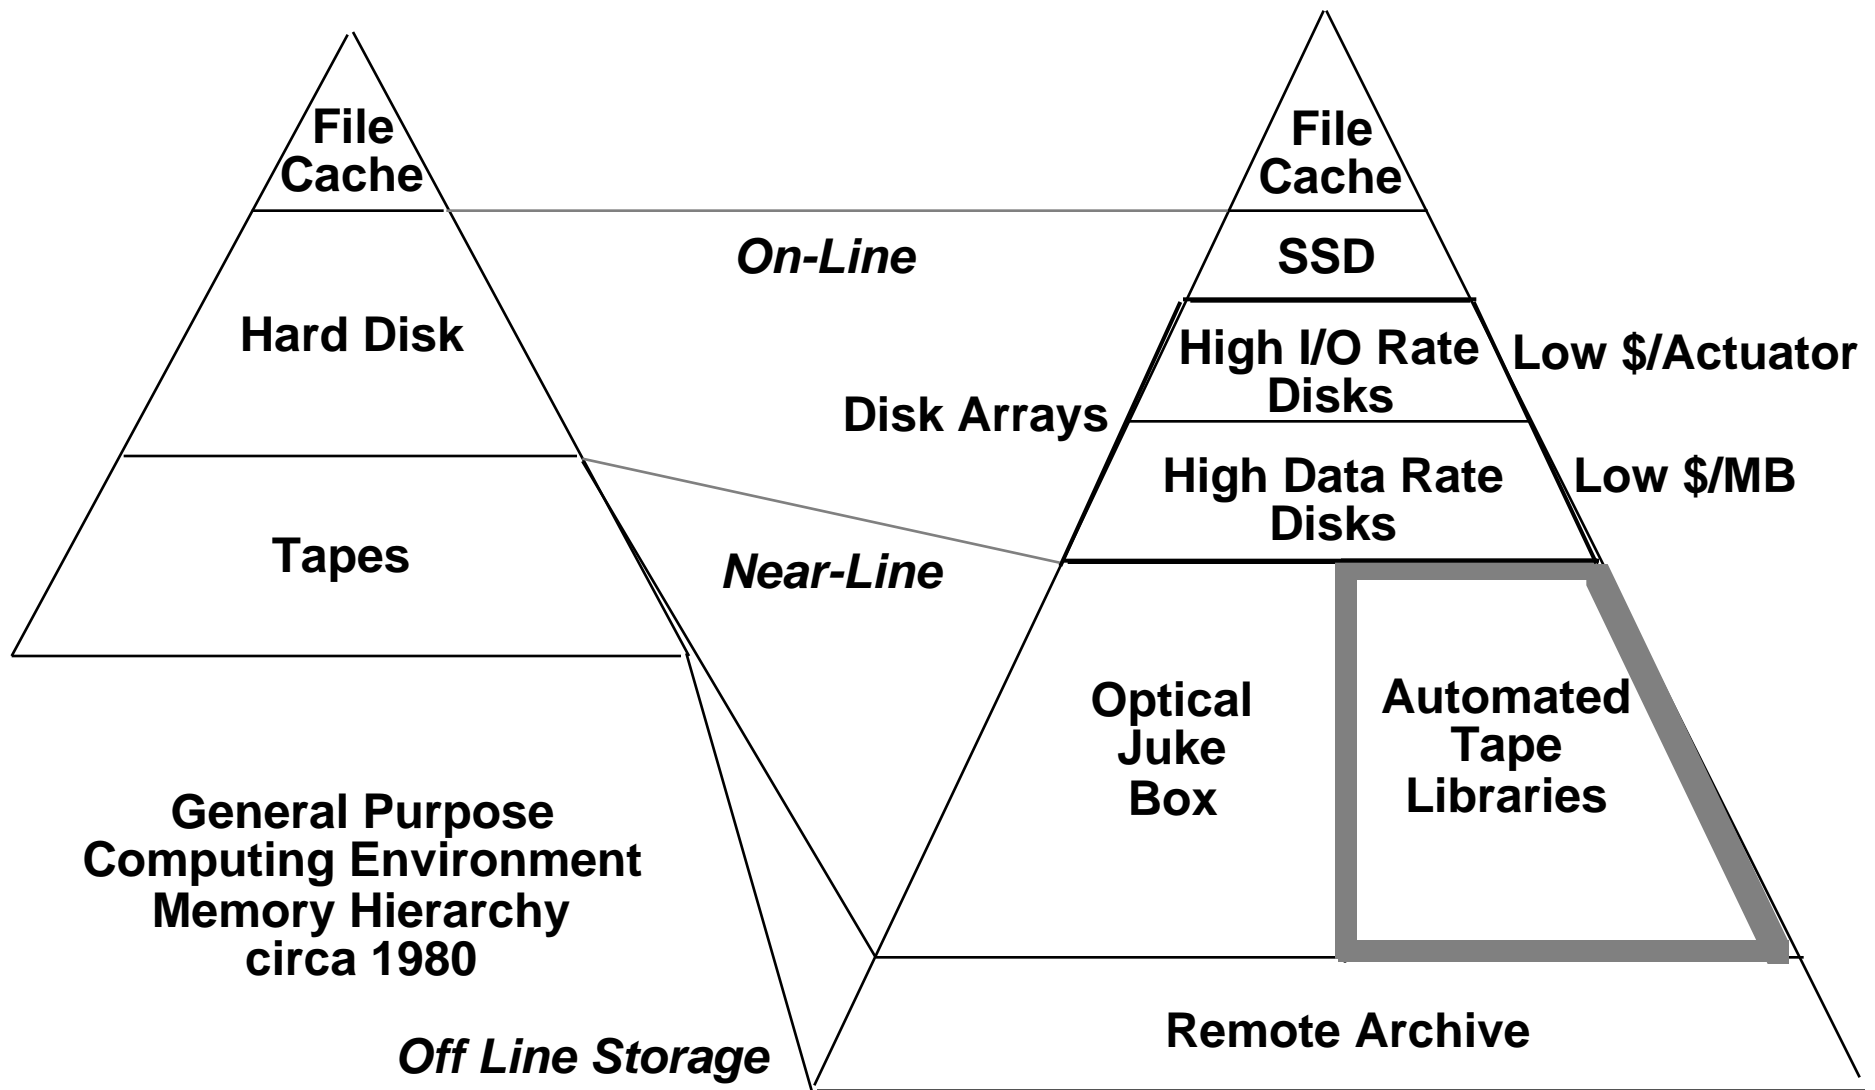 File
Cache
Hard Disk
Tapes
General Purpose
Computing Environment
Memory Hierarchy
circa 1980
On-Line
Disk Arrays
Near-Line
Off Line Storage
File
Cache
SSD
High I/O Rate
Disks
Low $/Actuator
High Data Rate
Disks
Low $/MB
Optical
Juke
Box
Automated
Tape
Libraries
Remote Archive